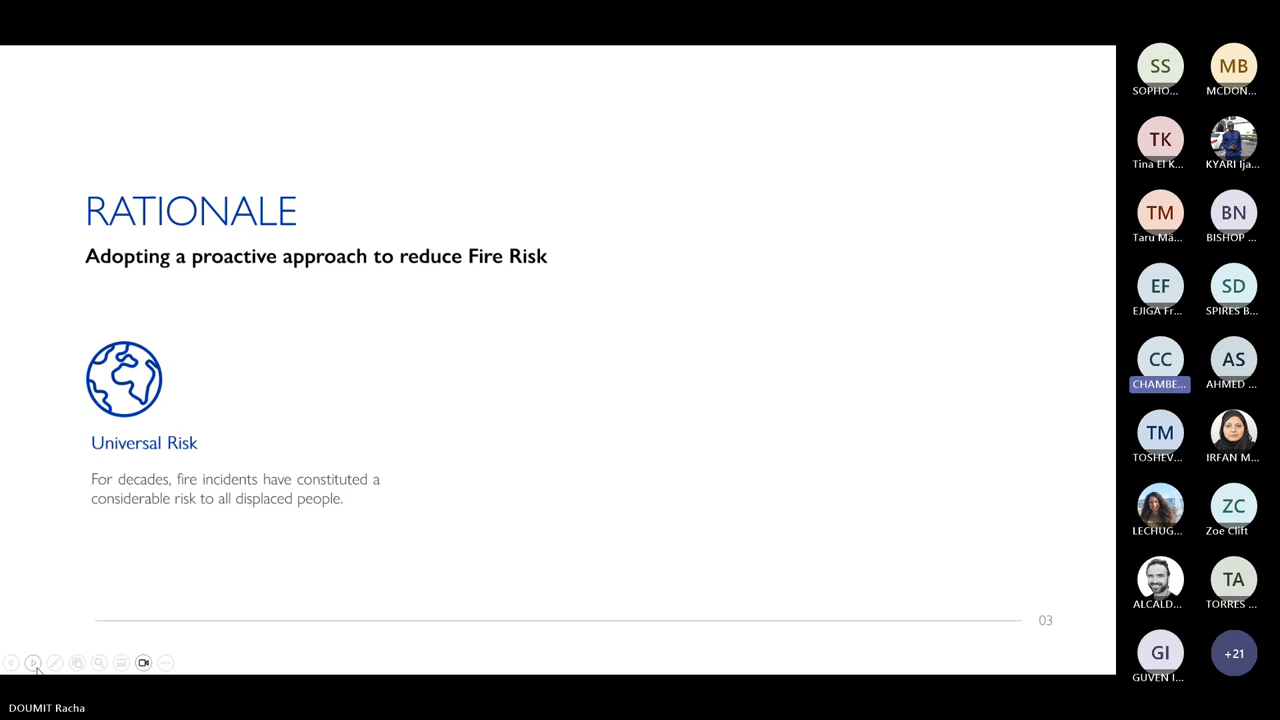 RATIONALE
Adopting a proactive approach to reduce Fire Risk
Universal Risk
For decades, fire incidents have constituted a
considerable risk to all displaced people.
03
DOUMIT Racha
SS
SOPHO...
MB
MCDON...
TK
Tina El K...
KYARI Ija...
TM
Taru Mä...
BN
BISHOP ...
EF
EJIGA Fr...
SD
SPIRES B...
CC
CHAMBE...
AS
AHMED ...
TM
TOSHEV...
IRFAN M...
LECHUG...
ZC
Zoe Clift
ALCALD...
TA
TORRES ...
GI
GUVEN I...
+21